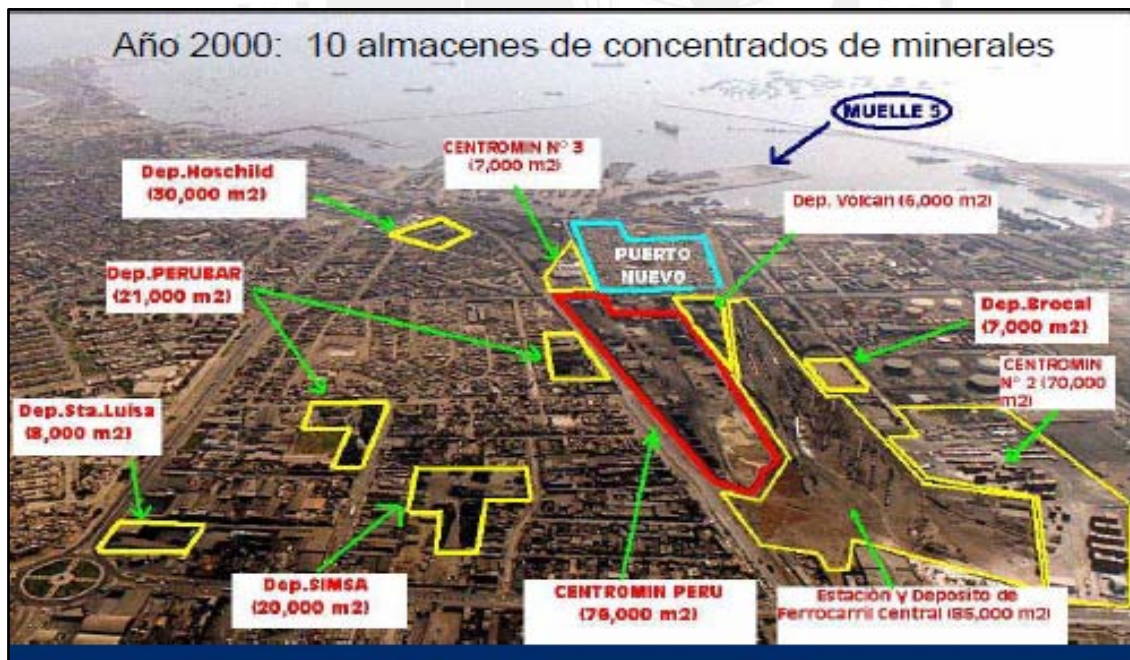 Año 2000: 10 almacenes de concentrados de minerales
MUELLE 5
CENTROMIN N° 3
(7,000 m2)
Dep.Hoschild
(30,000 m2)
Dep. Volcan (6,000 m2)
PUERTO
NUEVO
Dep.PERUBAR
(21,000 m2)
Dep.Brocal
(7,000 m2)
CENTROMIN
N° 2 (70,000
m2)
Dep.Sta.Luisa
(8,000 m2)
Dep.SIMSA
(20,000 m2)
CENTROMIN PERU
(76,000 m2)
Estación y Deposito de
Ferrocarril Central (85,000 m2)